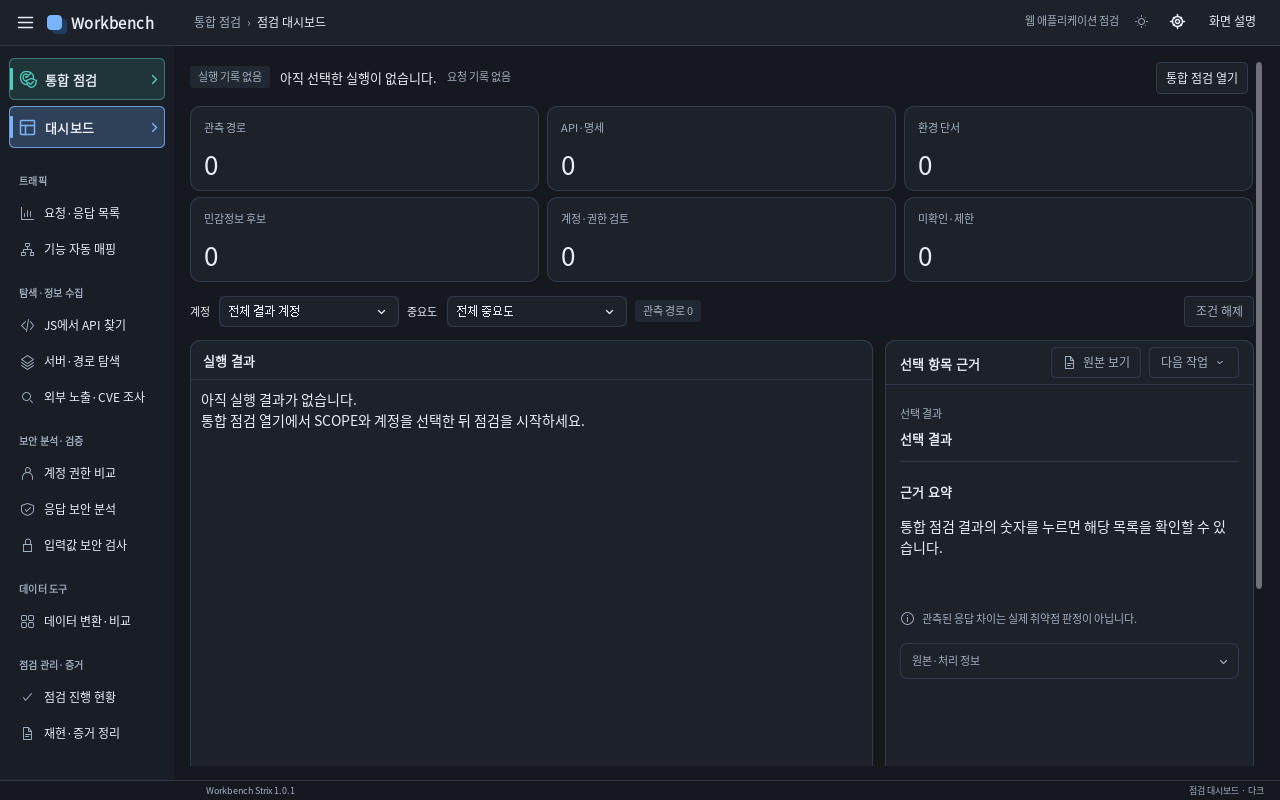 Workbench
통합 점검 › 점검 대시보드
웹 애플리케이션 점검
화면 설명
통합 점검
대시보드
트래픽
요청·응답 목록
기능 자동 매핑
탐색·정보 수집
JS에서 API 찾기
서버·경로 탐색
외부 노출·CVE 조사
보안 분석·검증
계정 권한 비교
응답 보안 분석
입력값 보안 검사
데이터 도구
데이터 변환·비교
점검 관리·증거
점검 진행 현황
재현·증거 정리
실행 기록 없음 아직 선택한 실행이 없습니다. 요청 기록 없음
통합 점검 열기
관측 경로
0
API·명세
0
환경 단서
0
민감정보 후보
0
계정·권한 검토
0
미확인·제한
0
계정 전체 결과 계정 중요도 전체 중요도 관측 경로 0
조건 해제
실행 결과
아직 실행 결과가 없습니다.
통합 점검 열기에서 SCOPE와 계정을 선택한 뒤 점검을 시작하세요.
선택 항목 근거 원본 보기 다음 작업
선택 결과
선택 결과
근거 요약
통합 점검 결과의 숫자를 누르면 해당 목록을 확인할 수 있
습니다.
관측된 응답 차이는 실제 취약점 판정이 아닙니다.
원본·처리 정보
Workbench Strix 1.0.1
점검 대시보드 · 다크